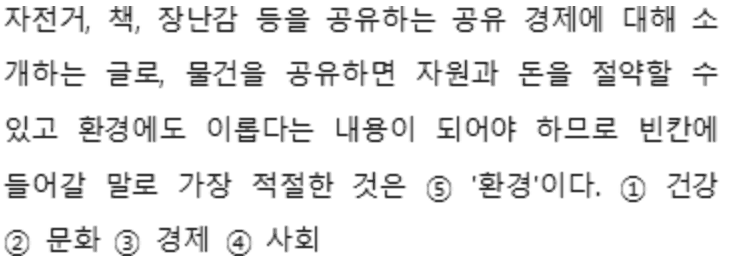 자전거, 책, 장난감 등을 공유하는 공유 경제에 대해 소
개하는 글로, 물건을 공유하면 자원과 돈을 절약할 수
있고 환경에도 이롭다는 내용이 되어야 하므로 빈칸에
들어갈 말로 가장 적절한 것은 ⑤ '환경'이다. ① 건강
② 문화 ③ 경제 ④ 사회